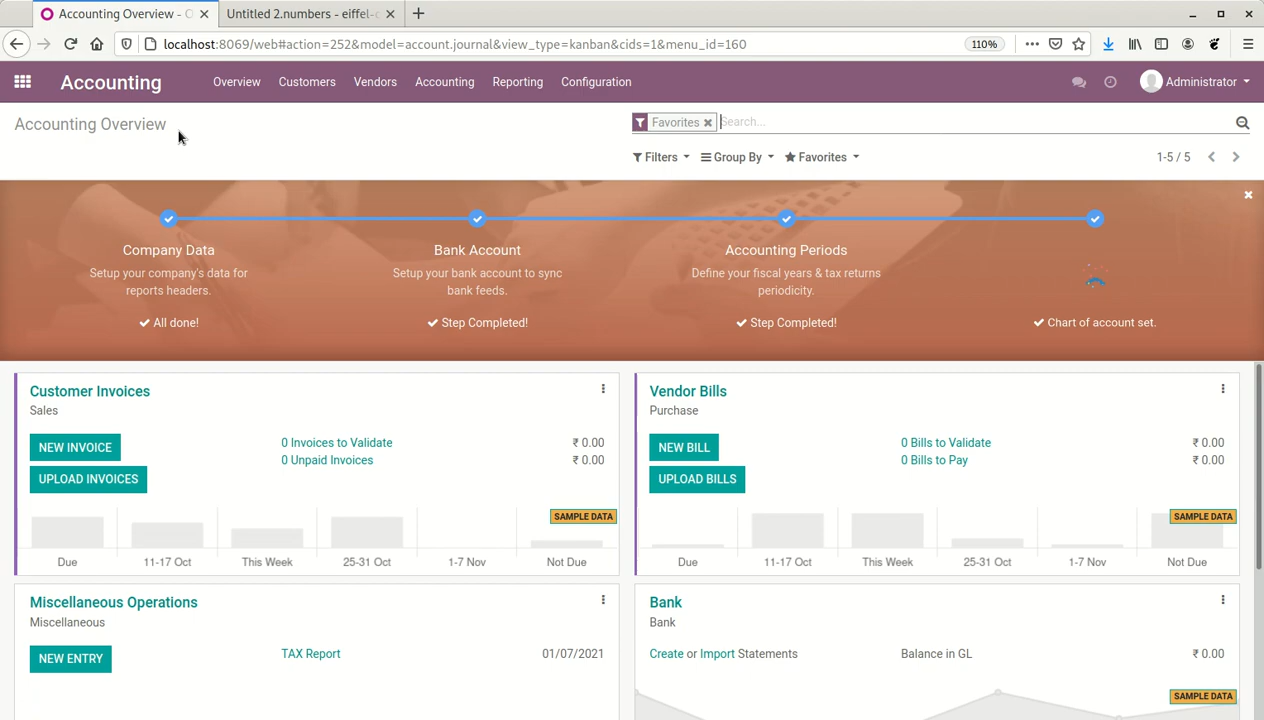 Accounting Overview - O
Untitled 2.numbers - eiffel-c
localhost:8069/web#action=252&model=account.journal&view_type=kanban&cids=1&menu_id=160
110%
Accounting
Overview
Customers
Vendors
Accounting
Reporting
Configuration
Administrator
Accounting Overview
Favorites
Search...
Filters
Group By
Favorites
1-5 / 5
Company Data
Setup your company's data for
reports headers.
All done!
Bank Account
Setup your bank account to sync
bank feeds.
Step Completed!
Accounting Periods
Define your fiscal years & tax returns
periodicity.
Step Completed!
Chart of account set.
Customer Invoices
Sales
NEW INVOICE
UPLOAD INVOICES
0 Invoices to Validate ₹ 0.00
0 Unpaid Invoices ₹ 0.00
SAMPLE DATA
Due 11-17 Oct This Week 25-31 Oct 1-7 Nov Not Due
Vendor Bills
Purchase
NEW BILL
UPLOAD BILLS
0 Bills to Validate ₹ 0.00
0 Bills to Pay ₹ 0.00
SAMPLE DATA
Due 11-17 Oct This Week 25-31 Oct 1-7 Nov Not Due
Miscellaneous Operations
Miscellaneous
NEW ENTRY
TAX Report 01/07/2021
Bank
Bank
Create or Import Statements
Balance in GL ₹ 0.00
SAMPLE DATA